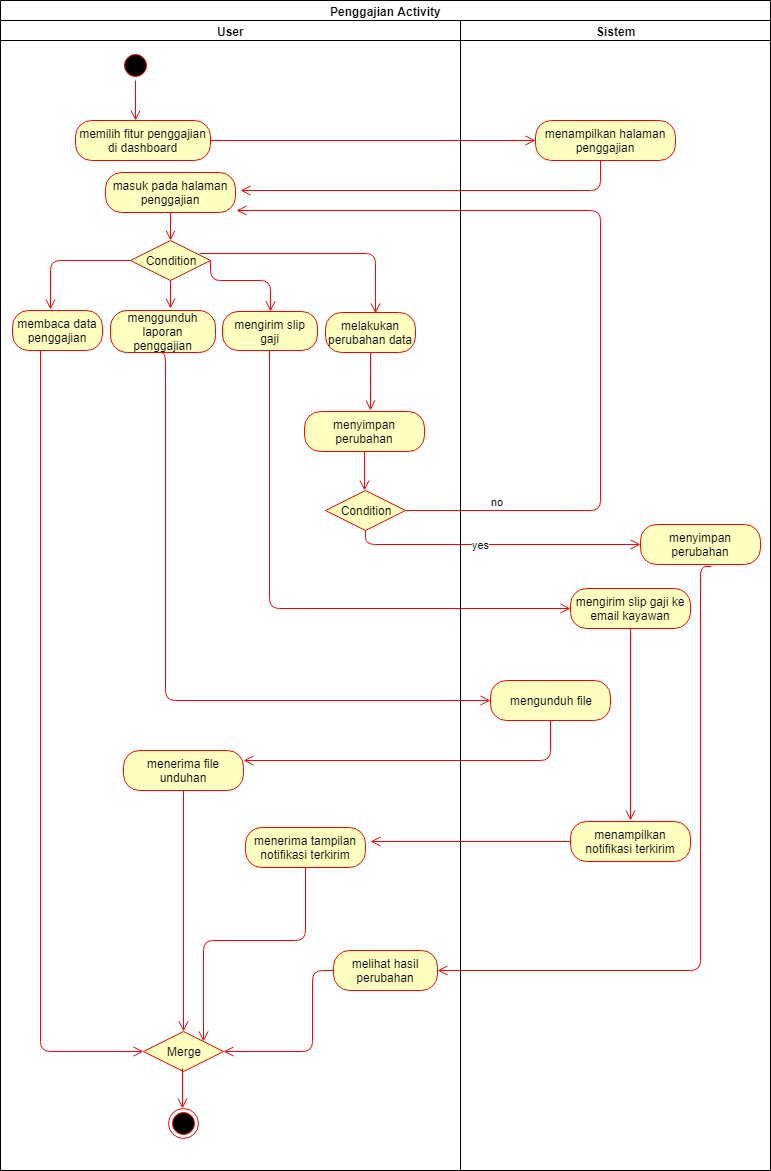 Penggajian Activity
User
Sistem
memilih fitur penggajian
di dashboard
menampilkan halaman
penggajian
masuk pada halaman
penggajian
Condition
membaca data
penggajian
menggunduh
laporan
penggajian
mengirim slip
gaji
melakukan
perubahan data
menyimpan
perubahan
Condition
no
yes
menyimpan
perubahan
mengirim slip gaji ke
email kayawan
mengunduh file
menerima file
unduhan
menerima tampilan
notifikasi terkirim
menampilkan
notifikasi terkirim
melihat hasil
perubahan
Merge